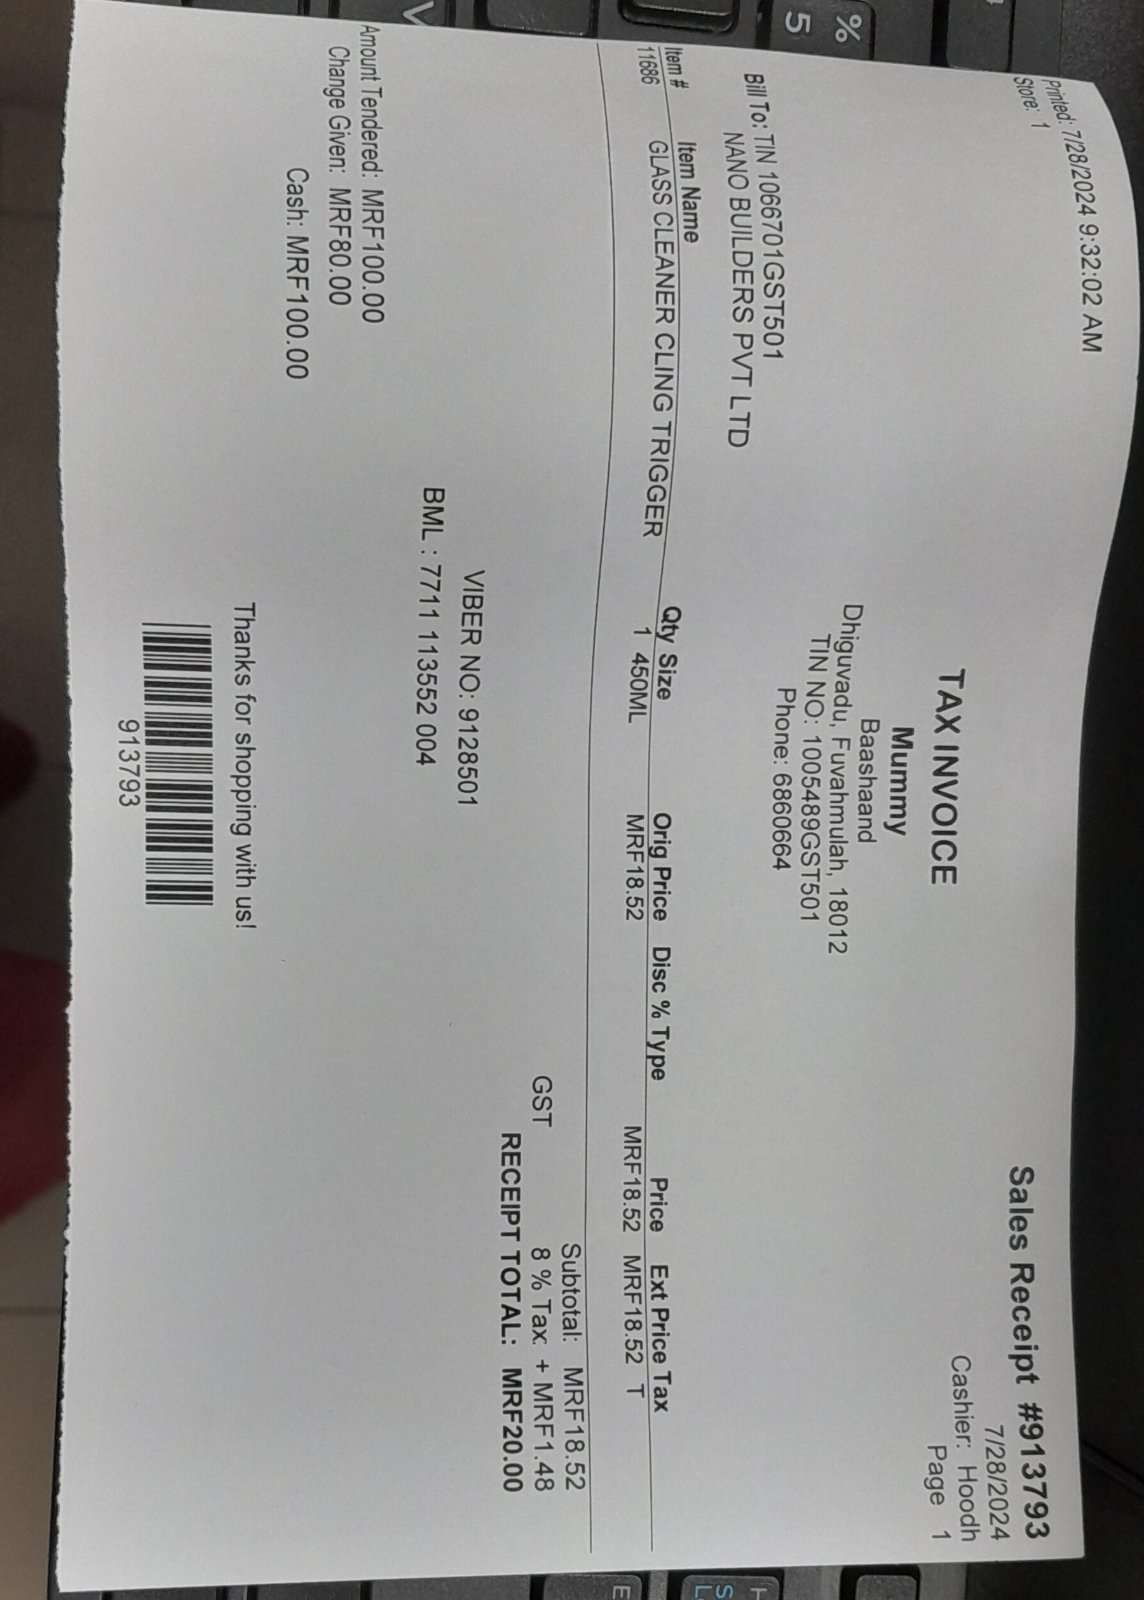 Printed: 7/28/2024 9:32:02 AM
Store: 1
Sales Receipt #913793
7/28/2024
Cashier: Hoodh
Page 1
TAX INVOICE
Mummy
Baashaand
Dhiguvadu, Fuvahmulah, 18012
TIN NO: 1005489GST501
Phone: 6860664
Bill To: TIN 1066701GST501
NANO BUILDERS PVT LTD
Item # Item Name Qty Size Orig Price Disc % Type Price Ext Price Tax
11686 GLASS CLEANER CLING TRIGGER 1 450ML MRF18.52 MRF18.52 MRF18.52 T
Subtotal: MRF18.52
GST 8 % Tax: + MRF1.48
RECEIPT TOTAL: MRF20.00
VIBER NO: 9128501
BML : 7711 113552 004
Amount Tendered: MRF100.00
Change Given: MRF80.00
Cash: MRF100.00
Thanks for shopping with us!
913793
%
5
E